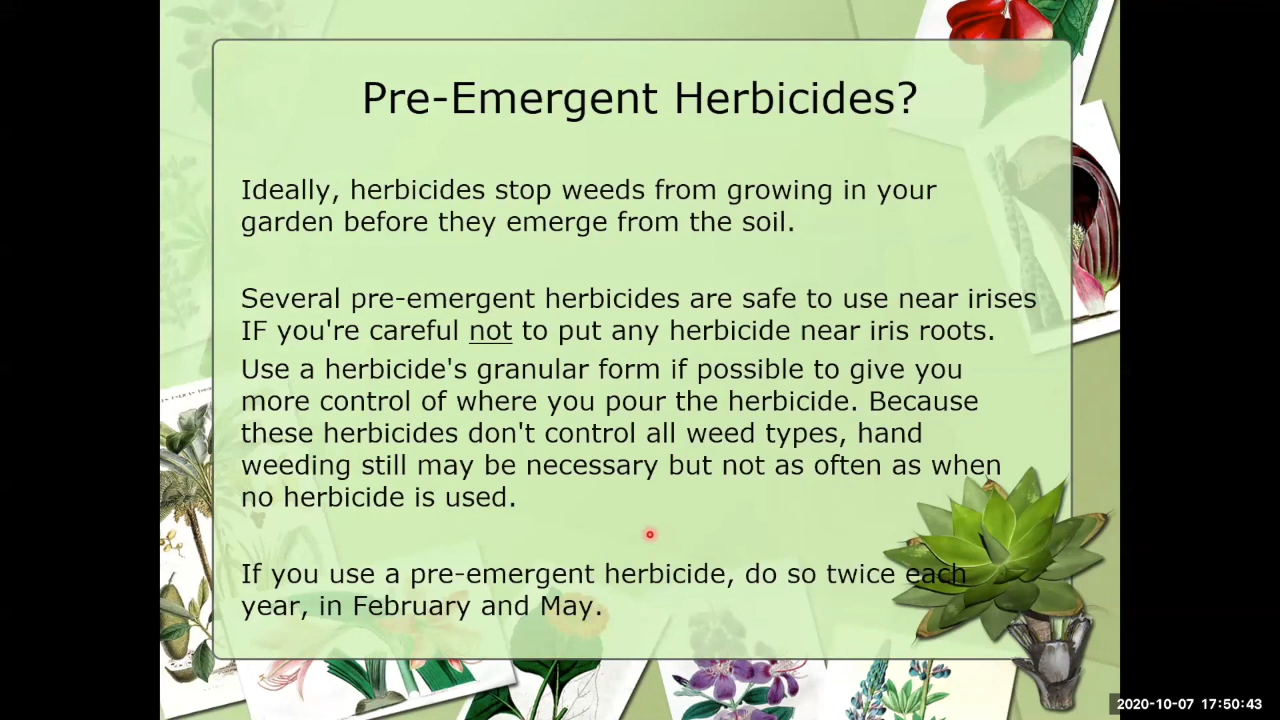 Pre-Emergent Herbicides?
Ideally, herbicides stop weeds from growing in your
garden before they emerge from the soil.
Several pre-emergent herbicides are safe to use near irises
IF you're careful not to put any herbicide near iris roots.
Use a herbicide's granular form if possible to give you
more control of where you pour the herbicide. Because
these herbicides don't control all weed types, hand
weeding still may be necessary but not as often as when
no herbicide is used.
If you use a pre-emergent herbicide, do so twice each
year, in February and May.
2020-10-07 17:50:43